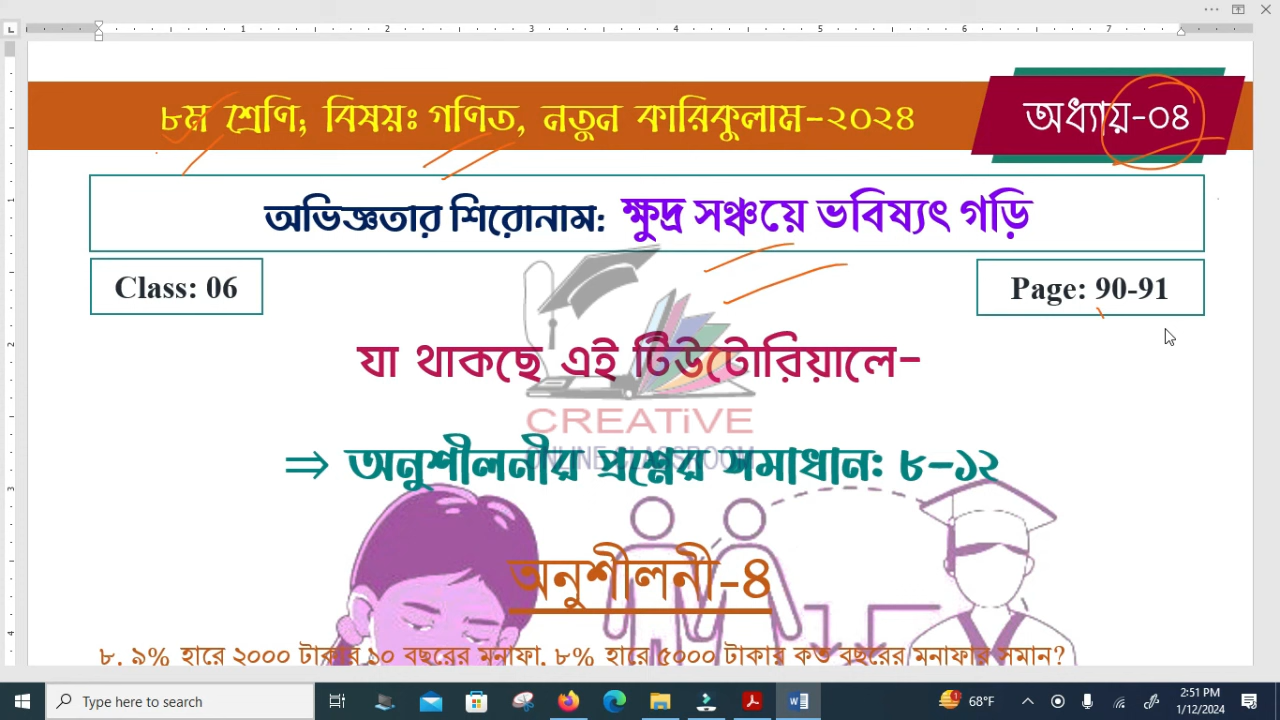 ৮ম শ্রেণি; বিষয়ঃ গণিত, নতুন কারিকুলাম-২০২৪
অধ্যায়-০৪
অভিজ্ঞতার শিরোনাম: ক্ষুদ্র সঞ্চয়ে ভবিষ্যৎ গড়ি
Class: 06
Page: 90-91
যা থাকছে এই টিউটোরিয়ালে-
CREATiVE
ONLINE CLASSROOM
⇒ অনুশীলনীর প্রশ্নের সমাধান: ৮-১২
অনুশীলনী-৪
৮. ৯% হারে ২০০০ টাকার ১০ বছরের মুনাফা, ৮% হারে ৫০০০ টাকার কত বছরের মুনাফার সমান?
Type here to search
68°F
2:51 PM
1/12/2024